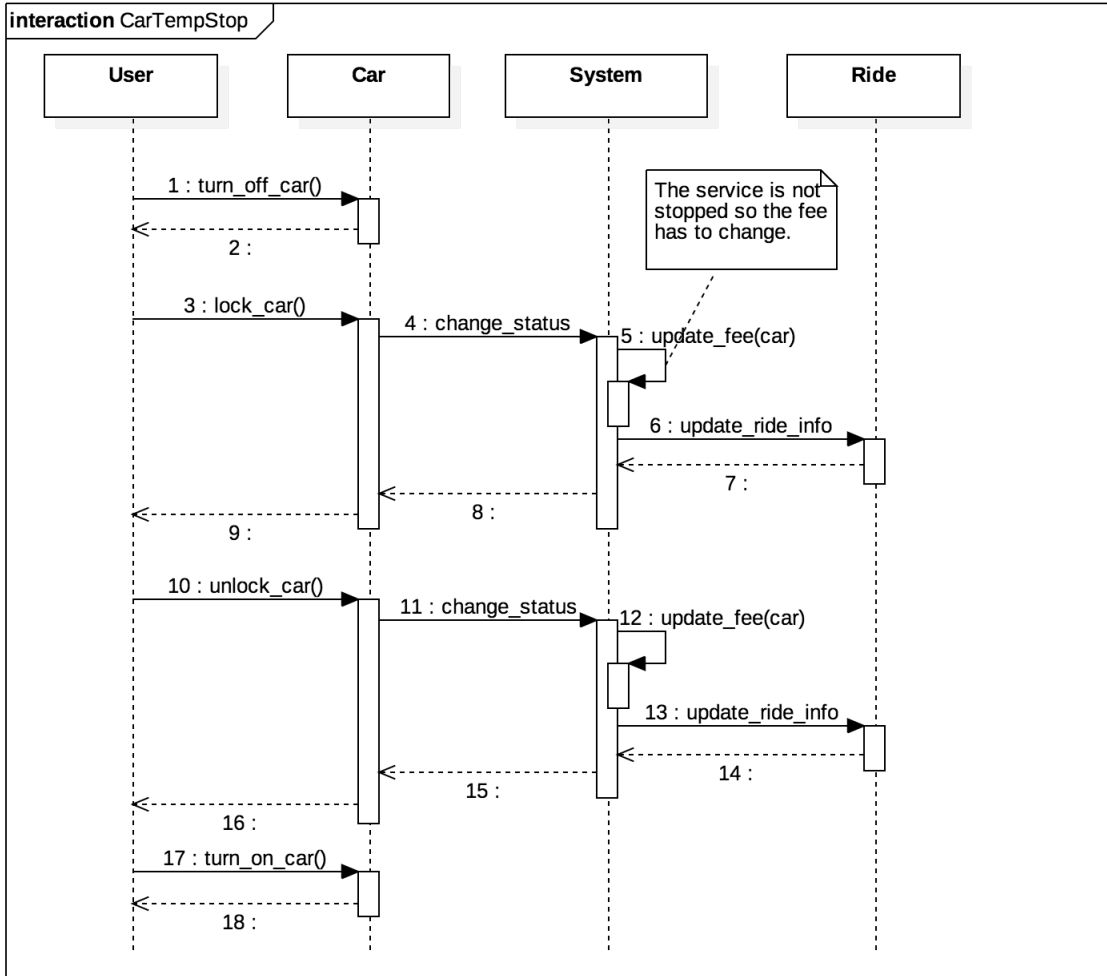 interaction CarTempStop
User
Car
System
Ride
1 : turn_off_car()
The service is not
stopped so the fee
has to change.
2 :
3 : lock_car()
4 : change_status
5 : update_fee(car)
6 : update_ride_info
7 :
8 :
9 :
10 : unlock_car()
11 : change_status
12 : update_fee(car)
13 : update_ride_info
14 :
15 :
16 :
17 : turn_on_car()
18 :